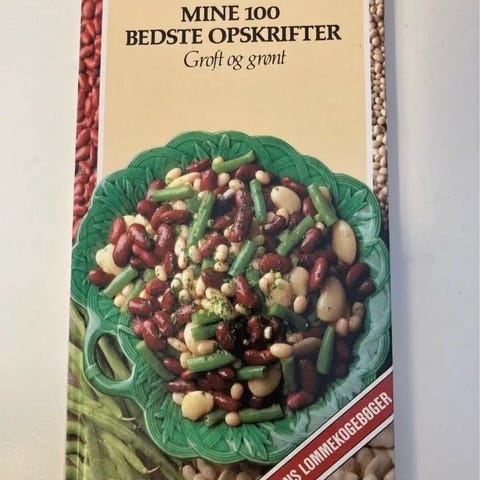 MINE 100
BEDSTE OPSKRIFTER
Groft og grønt
LOMMEKOGEBØGER